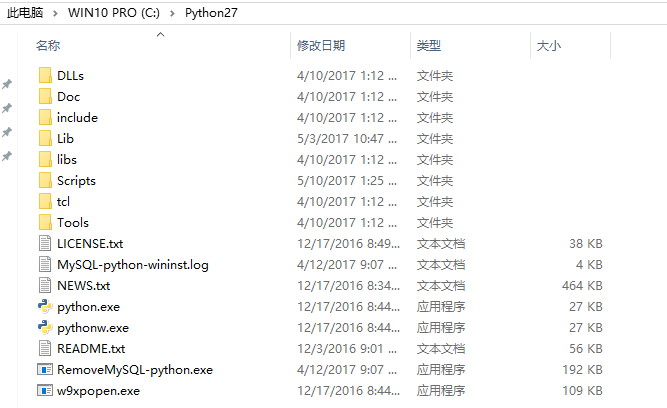 此电脑 > WIN10 PRO (C:) > Python27
名称 修改日期 类型 大小
DLLs 4/10/2017 1:12 ... 文件夹
Doc 4/10/2017 1:12 ... 文件夹
include 4/10/2017 1:12 ... 文件夹
Lib 5/3/2017 10:47 ... 文件夹
libs 4/10/2017 1:12 ... 文件夹
Scripts 5/10/2017 1:25 ... 文件夹
tcl 4/10/2017 1:12 ... 文件夹
Tools 4/10/2017 1:12 ... 文件夹
LICENSE.txt 12/17/2016 8:49... 文本文档 38 KB
MySQL-python-wininst.log 4/12/2017 9:07 ... 文本文档 4 KB
NEWS.txt 12/17/2016 8:34... 文本文档 464 KB
python.exe 12/17/2016 8:44... 应用程序 27 KB
pythonw.exe 12/17/2016 8:44... 应用程序 27 KB
README.txt 12/3/2016 9:01 ... 文本文档 56 KB
RemoveMySQL-python.exe 4/12/2017 9:07 ... 应用程序 192 KB
w9xpopen.exe 12/17/2016 8:44... 应用程序 109 KB